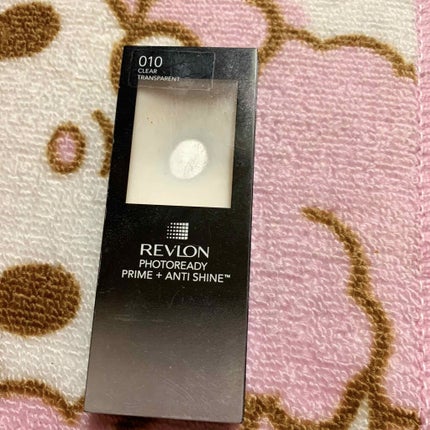 010
CLEAR
TRANSPARENT
REVLON
PHOTOREADY
PRIME + ANTI SHINE™